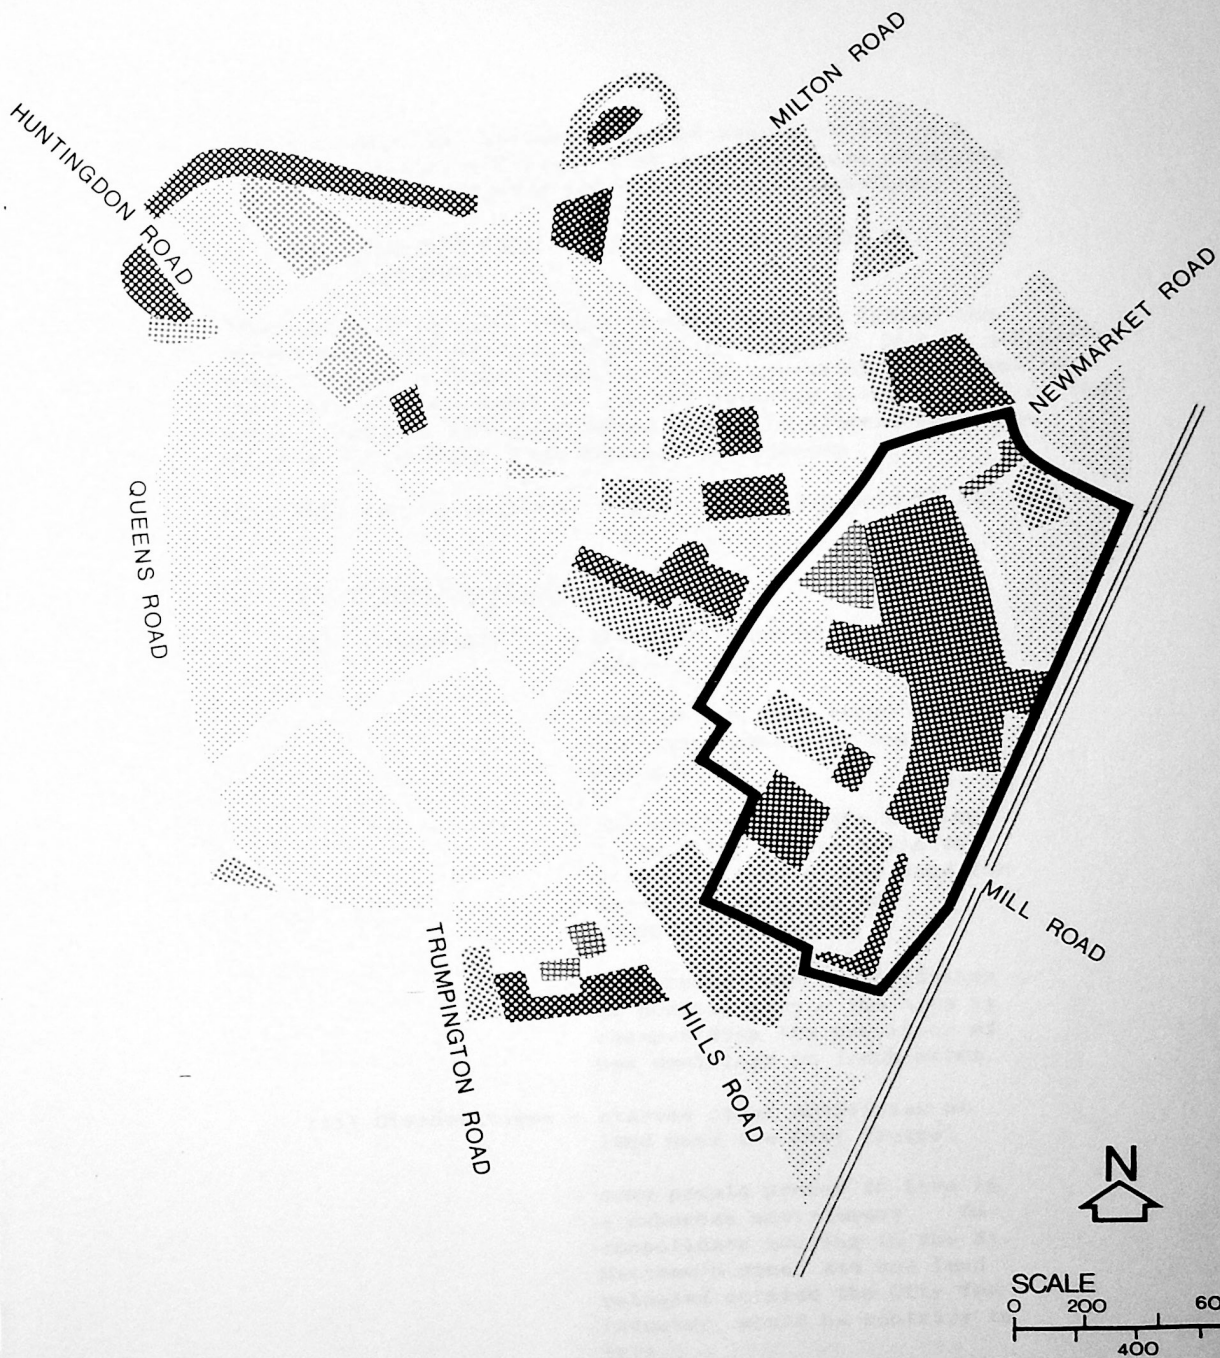 MILTON ROAD
HUNTINGDON ROAD
NEWMARKET ROAD
QUEENS ROAD
MILL ROAD
TRUMPINGTON ROAD
HILLS ROAD
N
SCALE
0 200 60
400